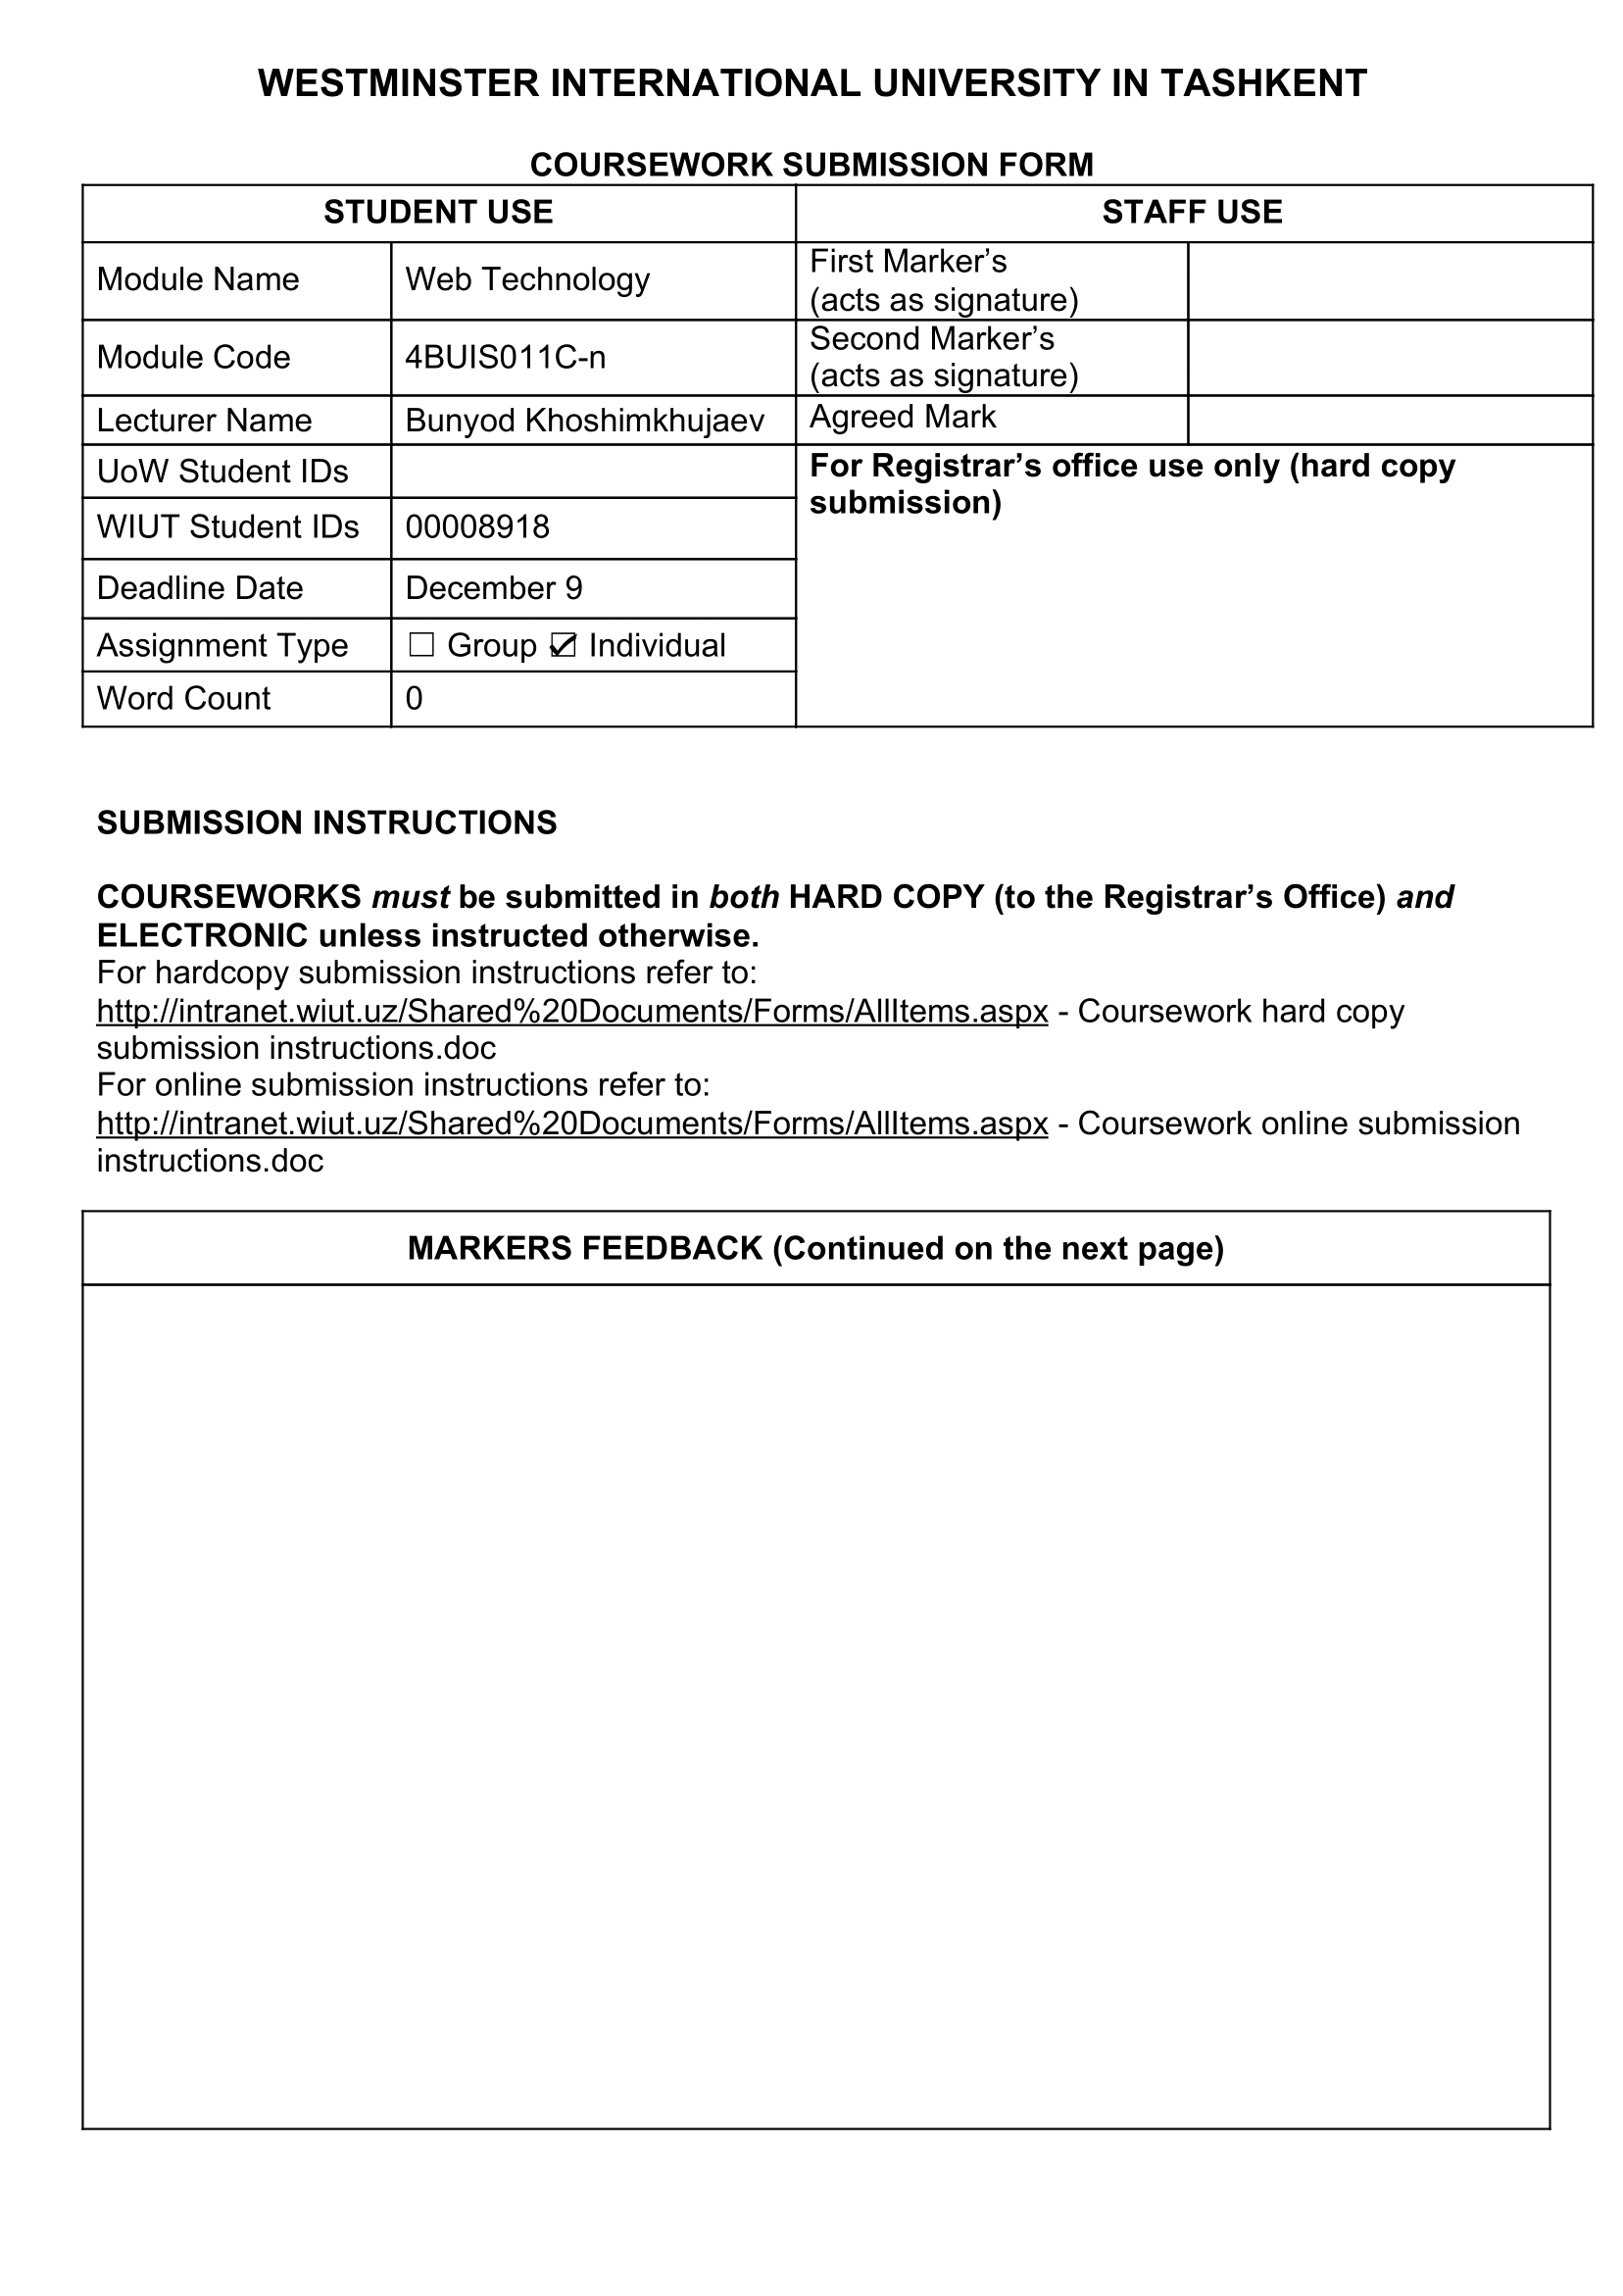 WESTMINSTER INTERNATIONAL UNIVERSITY IN TASHKENT
COURSEWORK SUBMISSION FORM
STUDENT USE
STAFF USE
Module Name
Web Technology
First Marker’s
(acts as signature)
Module Code
4BUIS011C-n
Second Marker’s
(acts as signature)
Lecturer Name
Bunyod Khoshimkhujaev
Agreed Mark
UoW Student IDs
For Registrar’s office use only (hard copy
submission)
WIUT Student IDs
00008918
Deadline Date
December 9
Assignment Type
☐ Group ☑ Individual
Word Count
0
SUBMISSION INSTRUCTIONS
COURSEWORKS must be submitted in both HARD COPY (to the Registrar’s Office) and
ELECTRONIC unless instructed otherwise.
For hardcopy submission instructions refer to:
http://intranet.wiut.uz/Shared%20Documents/Forms/AllItems.aspx - Coursework hard copy
submission instructions.doc
For online submission instructions refer to:
http://intranet.wiut.uz/Shared%20Documents/Forms/AllItems.aspx - Coursework online submission
instructions.doc
MARKERS FEEDBACK (Continued on the next page)